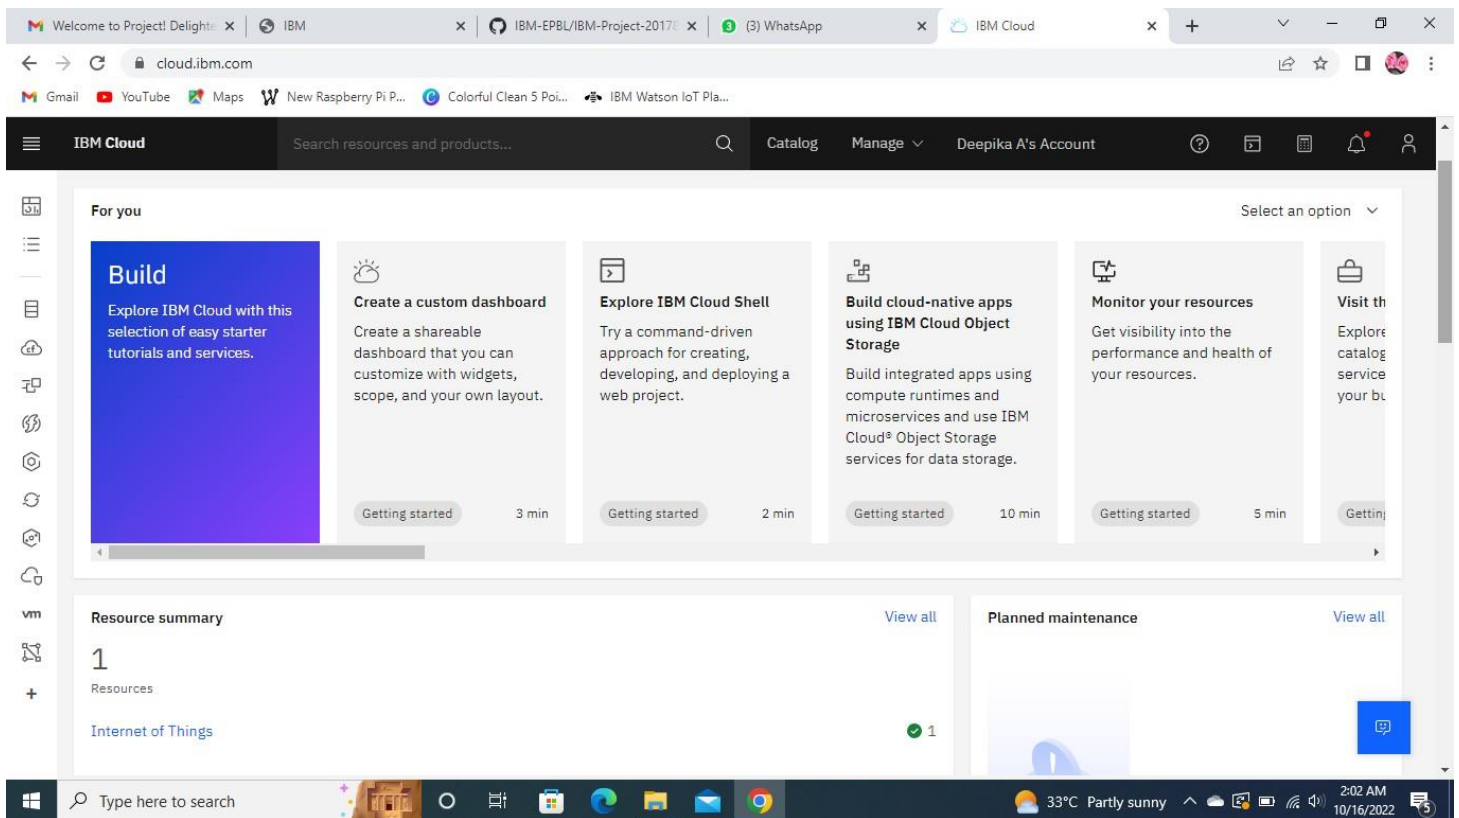 Welcome to Project! Delighte
IBM
IBM-EPBL/IBM-Project-20178
(3) WhatsApp
IBM Cloud
cloud.ibm.com
Gmail
YouTube
Maps
New Raspberry Pi P...
Colorful Clean 5 Poi...
IBM Watson IoT Pla...
IBM Cloud
Search resources and products...
Catalog
Manage
Deepika A's Account
For you
Select an option
Build
Explore IBM Cloud with this
selection of easy starter
tutorials and services.
Create a custom dashboard
Create a shareable
dashboard that you can
customize with widgets,
scope, and your own layout.
Getting started
3 min
Explore IBM Cloud Shell
Try a command-driven
approach for creating,
developing, and deploying a
web project.
Getting started
2 min
Build cloud-native apps
using IBM Cloud Object
Storage
Build integrated apps using
compute runtimes and
microservices and use IBM
Cloud® Object Storage
services for data storage.
Getting started
10 min
Monitor your resources
Get visibility into the
performance and health of
your resources.
Getting started
5 min
Visit th
Explore
catalog
service
your bu
Getting
cf
vm
Resource summary
View all
1
Resources
Internet of Things
1
Planned maintenance
View all
Type here to search
33°C Partly sunny
2:02 AM
10/16/2022
5